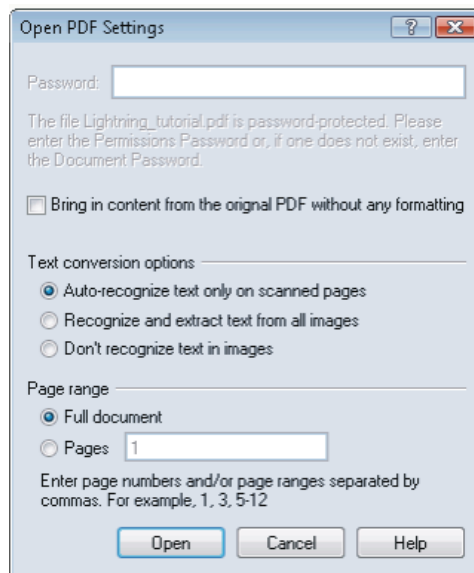 Open PDF Settings
Password:
The file Lightning_tutorial.pdf is password-protected. Please
enter the Permissions Password or, if one does not exist, enter
the Document Password.
Bring in content from the orignal PDF without any formatting
Text conversion options
Auto-recognize text only on scanned pages
Recognize and extract text from all images
Don't recognize text in images
Page range
Full document
Pages 1
Enter page numbers and/or page ranges separated by
commas. For example, 1, 3, 5-12
Open Cancel Help